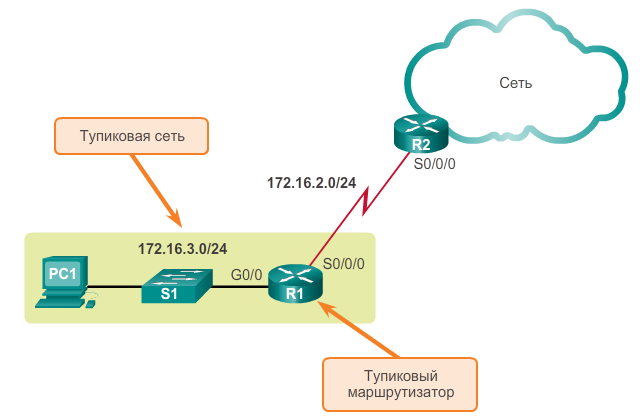 Сеть
Тупиковая сеть
R2
S0/0/0
172.16.2.0/24
172.16.3.0/24
PC1
S1
G0/0
R1
S0/0/0
Тупиковый
маршрутизатор